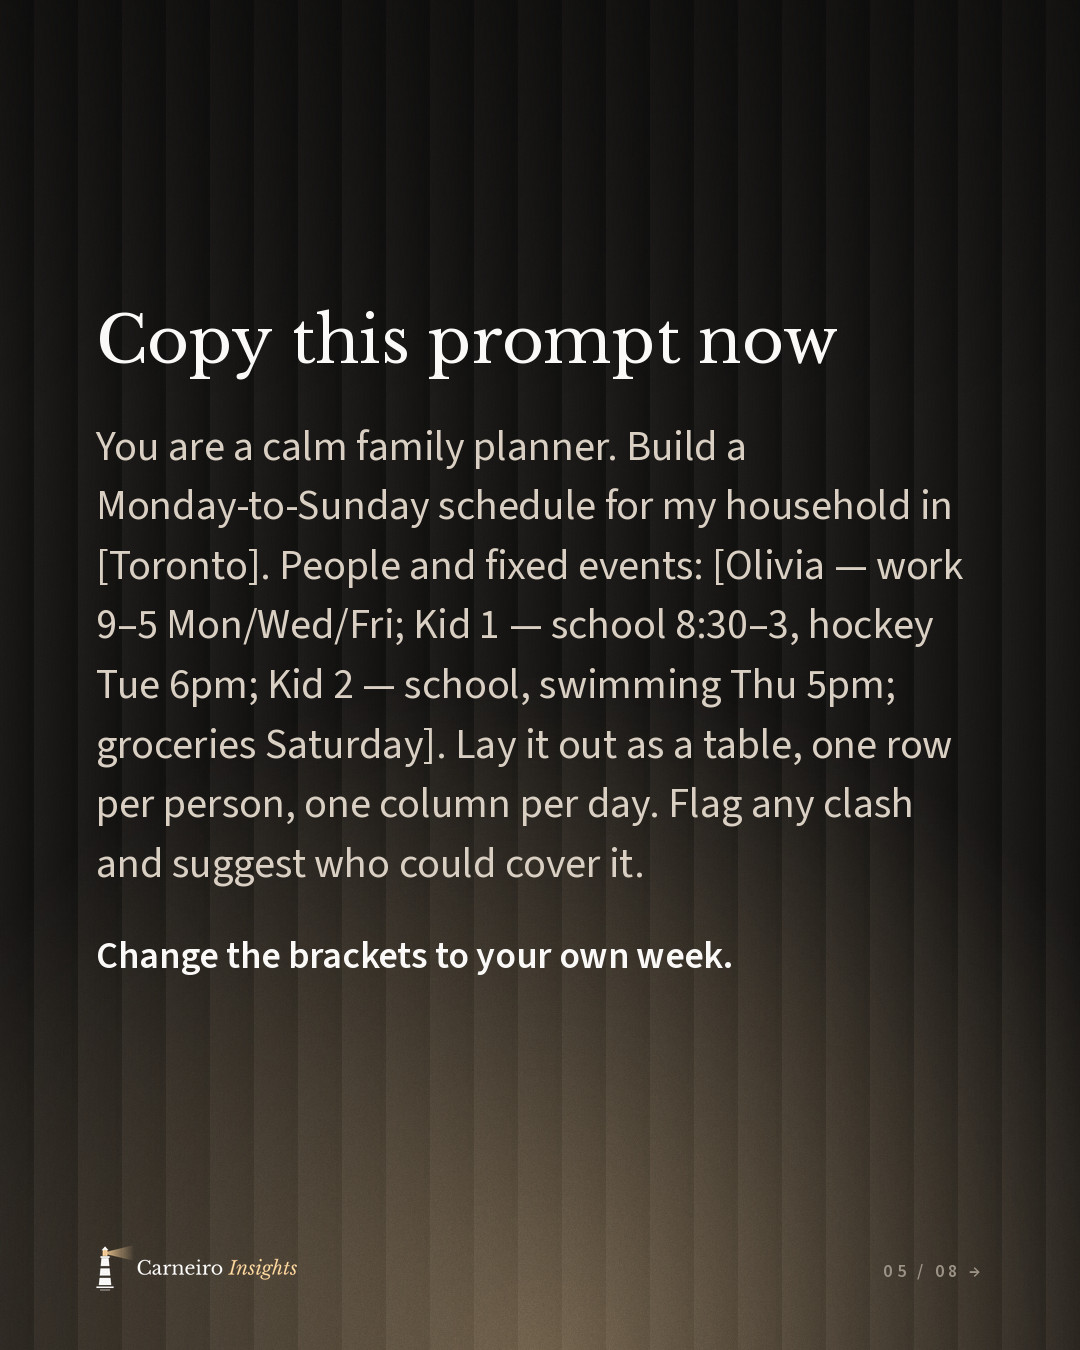 Copy this prompt now
You are a calm family planner. Build a
Monday-to-Sunday schedule for my household in
[Toronto]. People and fixed events: [Olivia — work
9–5 Mon/Wed/Fri; Kid 1 — school 8:30–3, hockey
Tue 6pm; Kid 2 — school, swimming Thu 5pm;
groceries Saturday]. Lay it out as a table, one row
per person, one column per day. Flag any clash
and suggest who could cover it.
Change the brackets to your own week.
Carneiro Insights
05 / 08 →